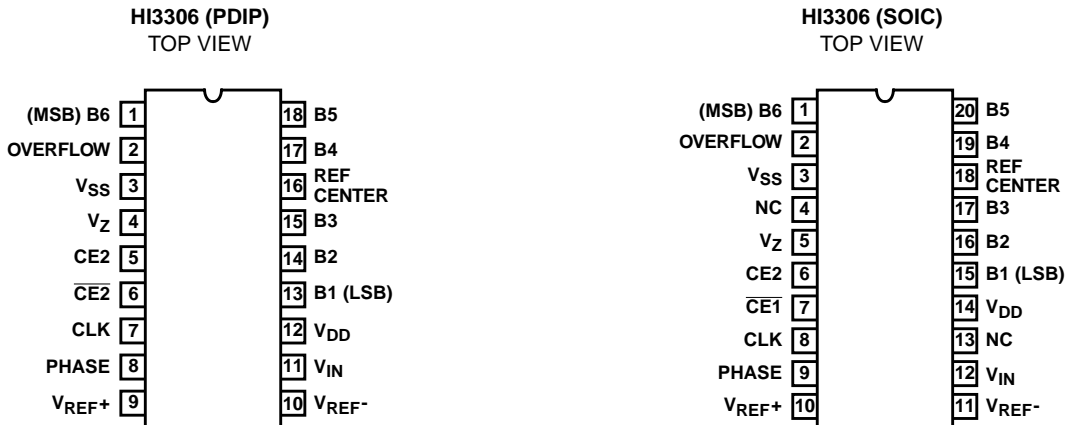 HI3306 (PDIP)
TOP VIEW
(MSB) B6 1
18 B5
OVERFLOW 2
17 B4
VSS 3
16 REF
CENTER
VZ 4
15 B3
CE2 5
14 B2
C̅E̅2̅ 6
13 B1 (LSB)
CLK 7
12 VDD
PHASE 8
11 VIN
VREF+ 9
10 VREF-
HI3306 (SOIC)
TOP VIEW
(MSB) B6 1
20 B5
OVERFLOW 2
19 B4
VSS 3
18 REF
CENTER
NC 4
17 B3
VZ 5
16 B2
CE2 6
15 B1 (LSB)
C̅E̅1̅ 7
14 VDD
CLK 8
13 NC
PHASE 9
12 VIN
VREF+ 10
11 VREF-